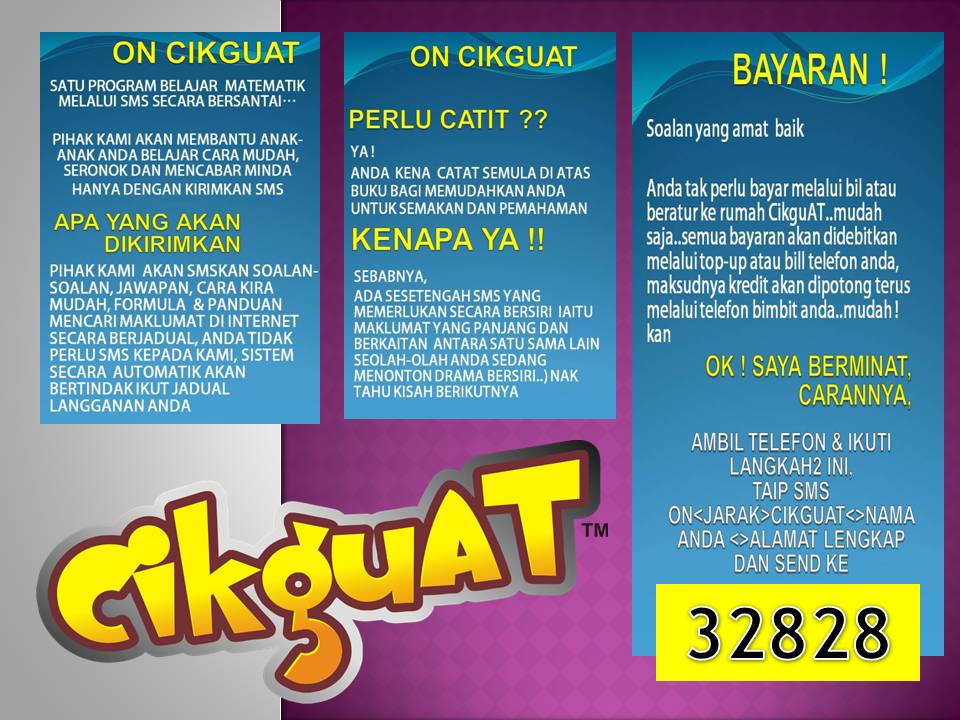 ON CIKGUAT
SATU PROGRAM BELAJAR MATEMATIK
MELALUI SMS SECARA BERSANTAI…
PIHAK KAMI AKAN MEMBANTU ANAK-
ANAK ANDA BELAJAR CARA MUDAH,
SERONOK DAN MENCABAR MINDA
HANYA DENGAN KIRIMKAN SMS
APA YANG AKAN
DIKIRIMKAN
PIHAK KAMI AKAN SMSKAN SOALAN-
SOALAN, JAWAPAN, CARA KIRA
MUDAH, FORMULA & PANDUAN
MENCARI MAKLUMAT DI INTERNET
SECARA BERJADUAL, ANDA TIDAK
PERLU SMS KEPADA KAMI, SISTEM
SECARA AUTOMATIK AKAN
BERTINDAK IKUT JADUAL
LANGGANAN ANDA
ON CIKGUAT
PERLU CATIT ??
YA !
ANDA KENA CATAT SEMULA DI ATAS
BUKU BAGI MEMUDAHKAN ANDA
UNTUK SEMAKAN DAN PEMAHAMAN
KENAPA YA !!
SEBABNYA,
ADA SESETENGAH SMS YANG
MEMERLUKAN SECARA BERSIRI IAITU
MAKLUMAT YANG PANJANG DAN
BERKAITAN ANTARA SATU SAMA LAIN
SEOLAH-OLAH ANDA SEDANG
MENONTON DRAMA BERSIRI..) NAK
TAHU KISAH BERIKUTNYA
BAYARAN !
Soalan yang amat baik
Anda tak perlu bayar melalui bil atau
beratur ke rumah CikguAT..mudah
saja..semua bayaran akan didebitkan
melalui top-up atau bill telefon anda,
maksudnya kredit akan dipotong terus
melalui telefon bimbit anda..mudah !
kan
OK ! SAYA BERMINAT,
CARANNYA,
AMBIL TELEFON & IKUTI
LANGKAH2 INI,
TAIP SMS
ON<JARAK>CIKGUAT<>NAMA
ANDA <>ALAMAT LENGKAP
DAN SEND KE
32828
CikguAT™